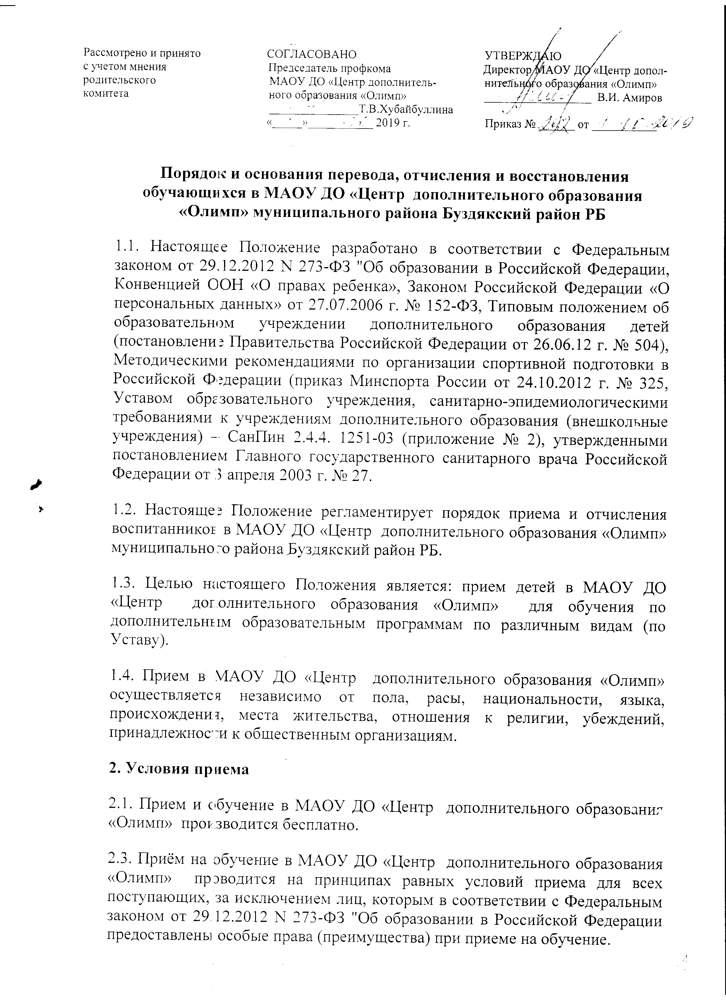 Рассмотрено и принято
с учетом мнения
родительского
комитета
СОГЛАСОВАНО
Председатель профкома
МАОУ ДО «Центр дополнитель-
ного образования «Олимп»
______________Т.В.Хубайбуллина
«_____»___________ 2019 г.
УТВЕРЖДАЮ
Директор МАОУ ДО «Центр допол-
нительного образования «Олимп»
_________________ В.И. Амиров
Приказ № от 2019
Порядок и основания перевода, отчисления и восстановления
обучающихся в МАОУ ДО «Центр дополнительного образования
«Олимп» муниципального района Буздякский район РБ
1.1. Настоящее Положение разработано в соответствии с Федеральным
законом от 29.12.2012 N 273-ФЗ "Об образовании в Российской Федерации,
Конвенцией ООН «О правах ребенка», Законом Российской Федерации «О
персональных данных» от 27.07.2006 г. № 152-ФЗ, Типовым положением об
образовательном учреждении дополнительного образования детей
(постановление Правительства Российской Федерации от 26.06.12 г. № 504),
Методическими рекомендациями по организации спортивной подготовки в
Российской Федерации (приказ Минспорта России от 24.10.2012 г. № 325,
Уставом образовательного учреждения, санитарно-эпидемиологическими
требованиями к учреждениям дополнительного образования (внешкольные
учреждения) – СанПин 2.4.4. 1251-03 (приложение № 2), утвержденными
постановлением Главного государственного санитарного врача Российской
Федерации от 3 апреля 2003 г. № 27.
1.2. Настоящее Положение регламентирует порядок приема и отчисления
воспитанников в МАОУ ДО «Центр дополнительного образования «Олимп»
муниципального района Буздякский район РБ.
1.3. Целью настоящего Положения является: прием детей в МАОУ ДО
«Центр дополнительного образования «Олимп» для обучения по
дополнительным образовательным программам по различным видам (по
Уставу).
1.4. Прием в МАОУ ДО «Центр дополнительного образования «Олимп»
осуществляется независимо от пола, расы, национальности, языка,
происхождения, места жительства, отношения к религии, убеждений,
принадлежности к общественным организациям.
2. Условия приема
2.1. Прием и обучение в МАОУ ДО «Центр дополнительного образования
«Олимп» производится бесплатно.
2.3. Приём на обучение в МАОУ ДО «Центр дополнительного образования
«Олимп» проводится на принципах равных условий приема для всех
поступающих, за исключением лиц, которым в соответствии с Федеральным
законом от 29.12.2012 N 273-ФЗ "Об образовании в Российской Федерации
предоставлены особые права (преимущества) при приеме на обучение.